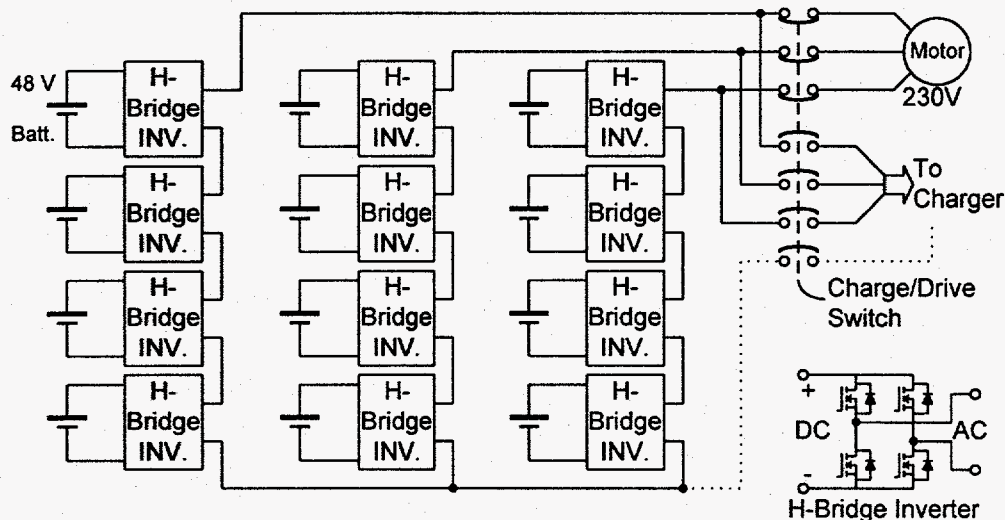 48 V
Batt.
H-
Bridge
INV.
H-
Bridge
INV.
H-
Bridge
INV.
Motor
230V
H-
Bridge
INV.
H-
Bridge
INV.
H-
Bridge
INV.
To
Charger
H-
Bridge
INV.
H-
Bridge
INV.
H-
Bridge
INV.
Charge/Drive
Switch
H-
Bridge
INV.
H-
Bridge
INV.
H-
Bridge
INV.
+
DC
-
AC
H-Bridge Inverter